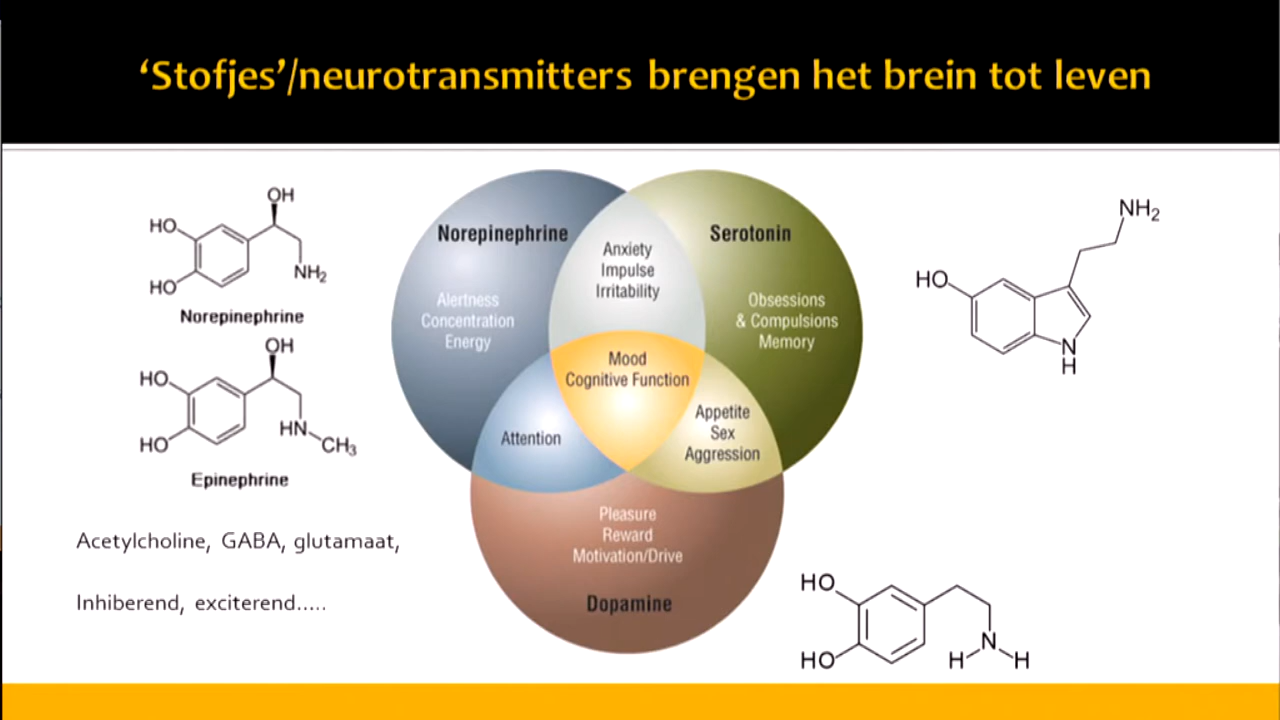 ‘Stofjes’/neurotransmitters brengen het brein tot leven
OH
HO
HO
NH2
Norepinephrine
OH
HO
HO
HN
CH3
Epinephrine
Acetylcholine, GABA, glutamaat,
Inhiberend, exciterend.....
Norepinephrine
Alertness
Concentration
Energy
Anxiety
Impulse
Irritability
Serotonin
Obsessions
& Compulsions
Memory
Mood
Cognitive Function
Attention
Appetite
Sex
Aggression
Pleasure
Reward
Motivation/Drive
Dopamine
NH2
HO
N
H
HO
HO
N
H
H